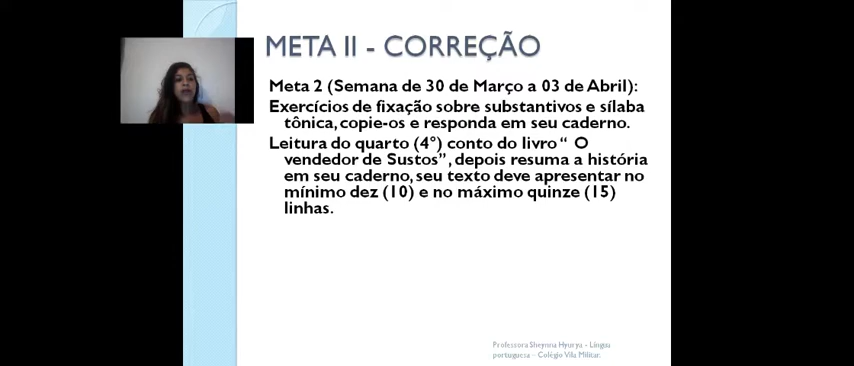 META II - CORREÇÃO
Meta 2 (Semana de 30 de Março a 03 de Abril):
Exercícios de fixação sobre substantivos e sílaba
tônica, copie-os e responda em seu caderno.
Leitura do quarto (4°) conto do livro “ O
vendedor de Sustos”, depois resuma a história
em seu caderno, seu texto deve apresentar no
mínimo dez (10) e no máximo quinze (15)
linhas.
Professora Sheynna Hyurya - Língua
portuguesa – Colégio Vila Militar.